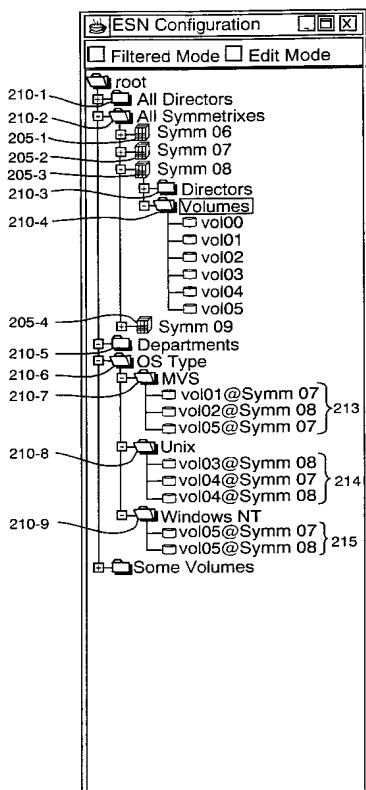 ESN Configuration
Filtered Mode Edit Mode
root
210-1 All Directors
210-2 All Symmetrixes
205-1 Symm 06
205-2 Symm 07
205-3 Symm 08
210-3 Directors
210-4 Volumes
vol00
vol01
vol02
vol03
vol04
vol05
205-4 Symm 09
210-5 Departments
210-6 OS Type
210-7 MVS
vol01@Symm 07
vol02@Symm 08 213
vol05@Symm 07
210-8 Unix
vol03@Symm 08
vol04@Symm 07 214
vol04@Symm 08
210-9 Windows NT
vol05@Symm 07
vol05@Symm 08 215
Some Volumes